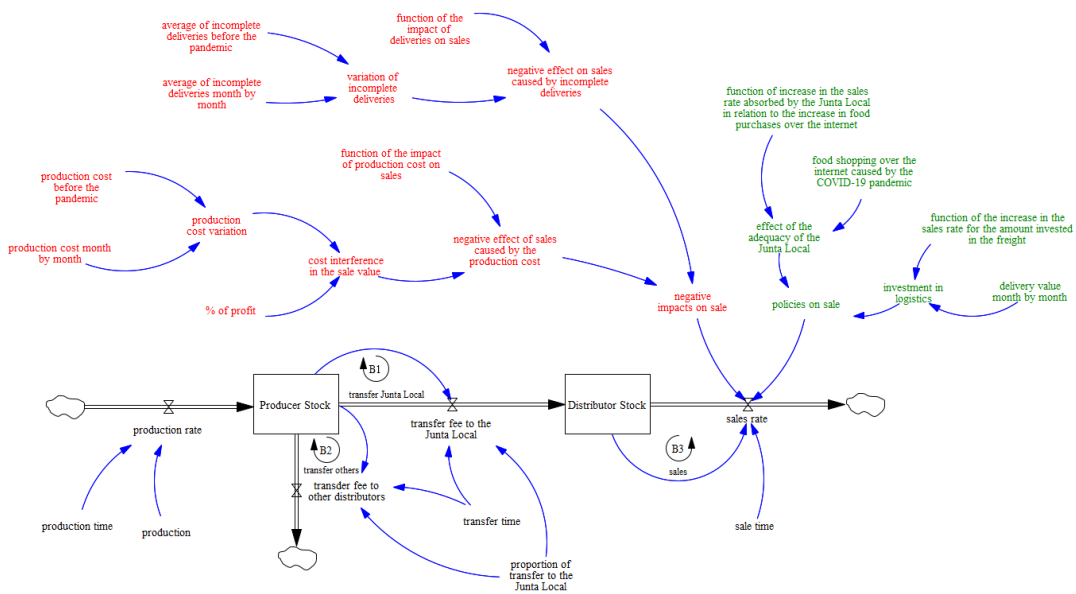 average of incomplete
deliveries before the
pandemic
function of the
impact of
deliveries on sales
variation of
incomplete
deliveries
negative effect on sales
caused by incomplete
deliveries
average of incomplete
deliveries month by
month
function of increase in the sales
rate absorbed by the Junta Local
in relation to the increase in food
purchases over the internet
function of the impact
of production cost on
sales
food shopping over the
internet caused by the
COVID-19 pandemic
production cost
before the
pandemic
production
cost variation
effect of the
adequacy of the
Junta Local
function of the increase in the
sales rate for the amount invested
in the freight
production cost month
by month
negative effect of sales
caused by the
production cost
cost interference
in the sale value
% of profit
negative
impacts on sale
policies on sale
investment in
logistics
delivery value
month by month
B1
transfer Junta Local
Producer Stock
Distributor Stock
production rate
transfer fee to the
Junta Local
sales rate
B2
transfer others
B3
sales
transder fee to
other distributors
production time
production
transfer time
sale time
proportion of
transfer to the
Junta Local